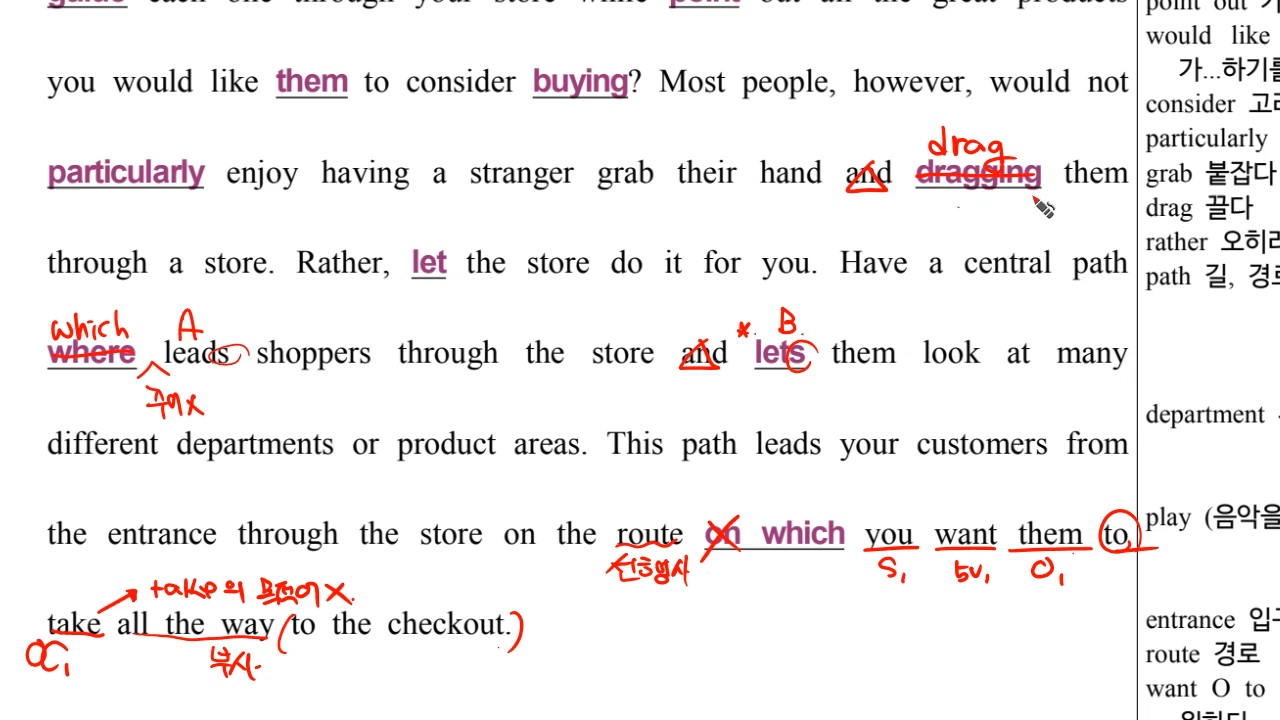 guide each one through your store while point out all the great products
you would like them to consider buying? Most people, however, would not
drag
particularly enjoy having a stranger grab their hand and dragging them
through a store. Rather, let the store do it for you. Have a central path
which A * B
where leads shoppers through the store and lets them look at many
주어X
different departments or product areas. This path leads your customers from
the entrance through the store on the route on which you want them to
선행사 S₁ 5V₁ O₁
take의 목적어X.
take all the way (to the checkout.)
OC₁ 부사.
point out
would like
가...하기를
consider
particularly
grab 붙잡다
drag 끌다
rather
path 길,
department
play (음악을
entrance
route 경로
want O to